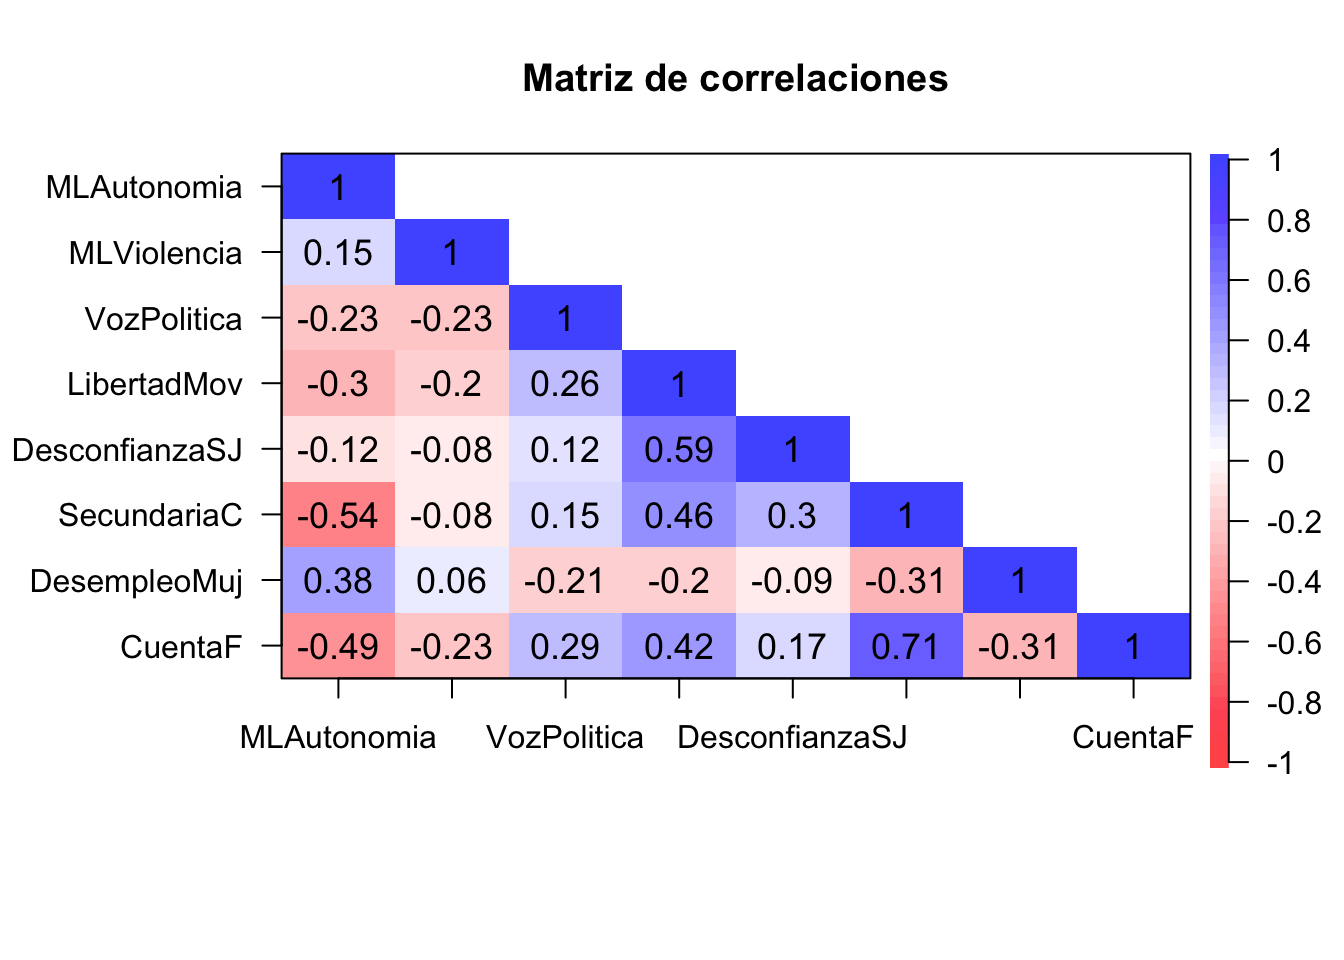 Matriz de correlaciones
MLAutonomia 1
MLViolencia 0.15 1
VozPolitica -0.23 -0.23 1
LibertadMov -0.3 -0.2 0.26 1
DesconfianzaSJ -0.12 -0.08 0.12 0.59 1
SecundariaC -0.54 -0.08 0.15 0.46 0.3 1
DesempleoMuj 0.38 0.06 -0.21 -0.2 -0.09 -0.31 1
CuentaF -0.49 -0.23 0.29 0.42 0.17 0.71 -0.31 1
MLAutonomia VozPolitica DesconfianzaSJ CuentaF
1
0.8
0.6
0.4
0.2
0
-0.2
-0.4
-0.6
-0.8
-1